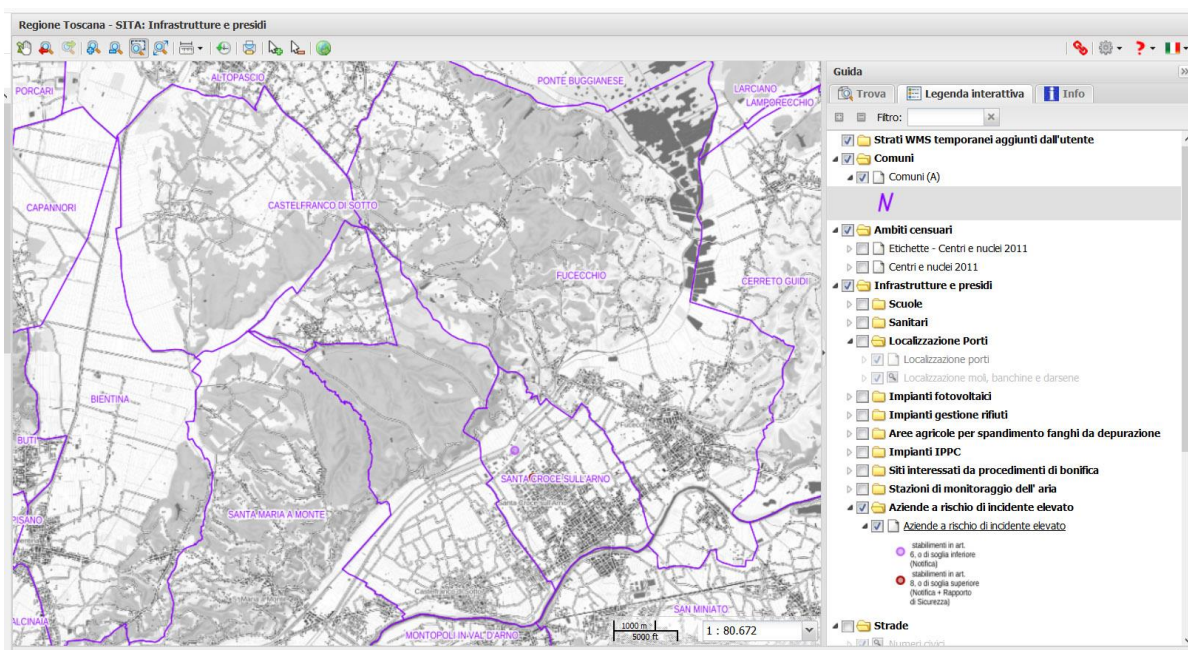 Regione Toscana - SITA: Infrastrutture e presidi
Guida
Trova
Legenda interattiva
Info
Filtro:
Strati WMS temporanei aggiunti dall'utente
Comuni
Comuni (A)
N
Ambiti censuari
Etichette - Centri e nuclei 2011
Centri e nuclei 2011
Infrastrutture e presidi
Scuole
Sanitari
Localizzazione Porti
Localizzazione porti
Localizzazione moli, banchine e darsene
Impianti fotovoltaici
Impianti gestione rifiuti
Aree agricole per spandimento fanghi da depurazione
Impianti IPPC
Siti interessati da procedimenti di bonifica
Stazioni di monitoraggio dell' aria
Aziende a rischio di incidente elevato
Aziende a rischio di incidente elevato
stabilimenti in art.
6, o di soglia inferiore
(Notifica)
stabilimenti in art.
8, o di soglia superiore
(Notifica + Rapporto
di Sicurezza)
Strade
Numeri civici
PORCARI
ALTOPASCIO
PONTE BUGGIANESE
LARCIANO
LAMPORECCHIO
CAPANNORI
CASTELFRANCO DI SOTTO
FUCECCHIO
CERRETO GUIDI
BIENTINA
BUTI
Fucecchio
SANTA CROCE SULL'ARNO
SANTA MARIA A MONTE
PISANO
ALCINAIA
SAN MINIATO
MONTOPOLI IN VAL D'ARNO
1000 m
5000 ft
1 : 80.672